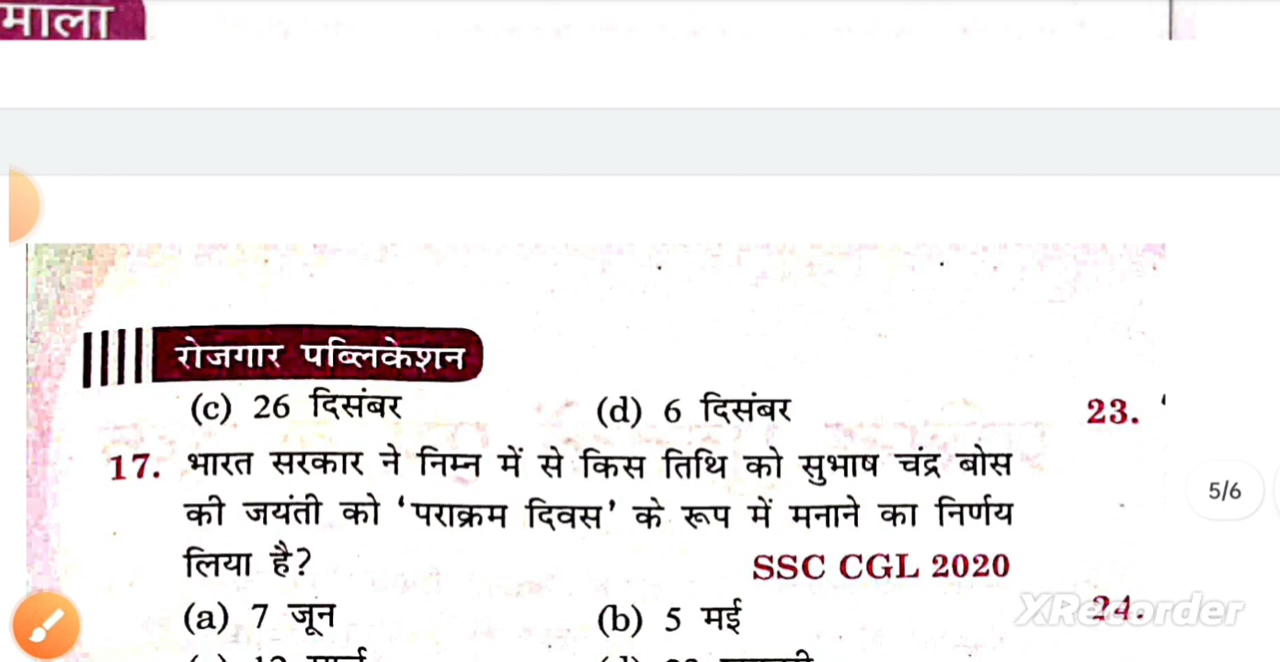 माला
रोजगार पब्लिकेशन
(c) 26 दिसंबर (d) 6 दिसंबर
17. भारत सरकार ने निम्न में से किस तिथि को सुभाष चंद्र बोस
की जयंती को ‘पराक्रम दिवस’ के रूप में मनाने का निर्णय
लिया है? SSC CGL 2020
(a) 7 जून (b) 5 मई
23. ‘
5/6
24.
XRecorder